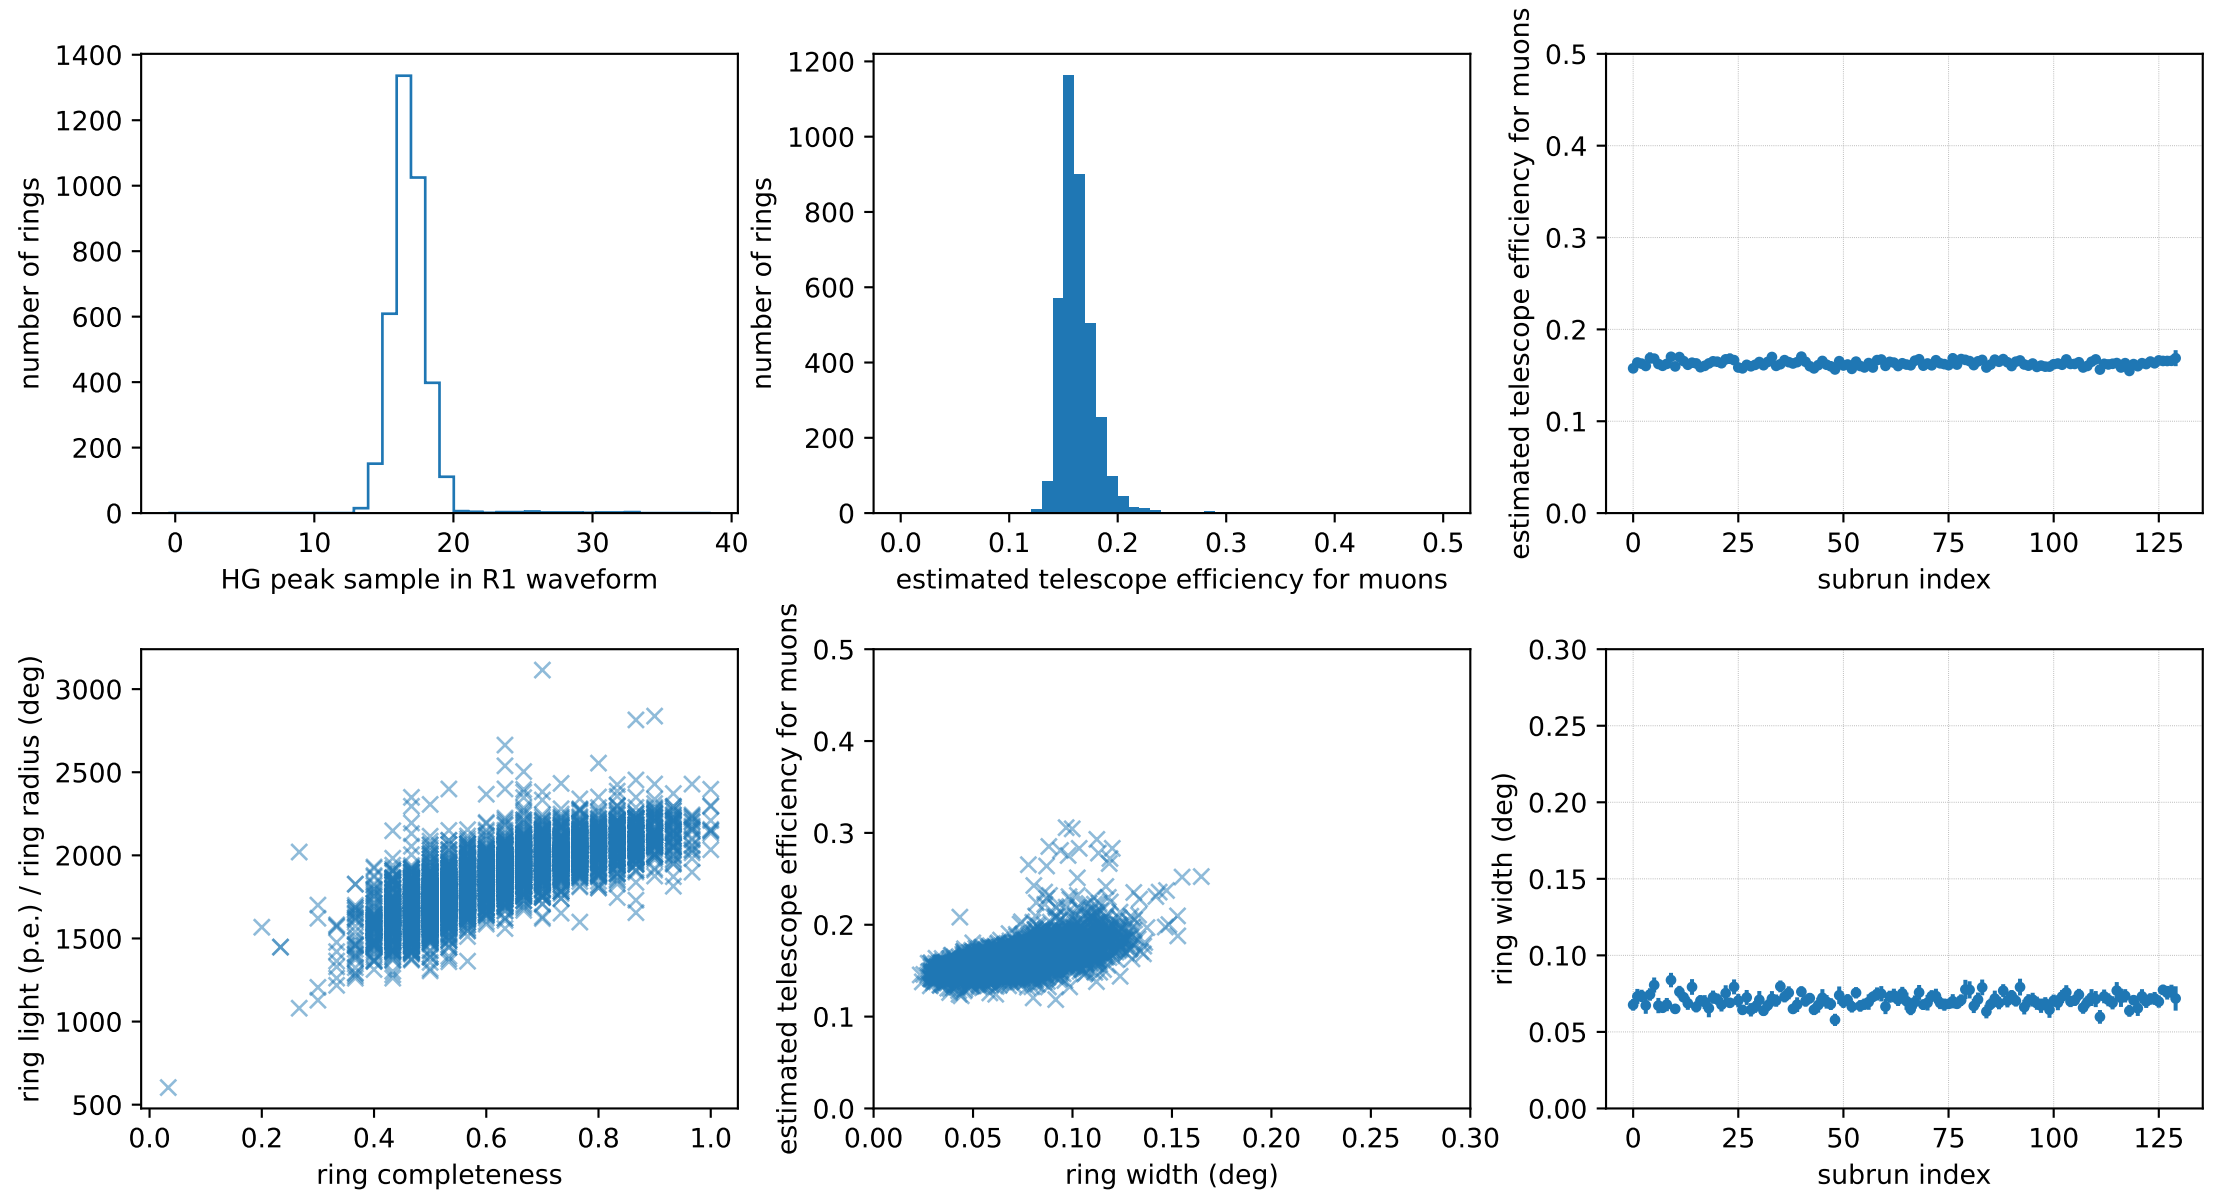 number of rings
1400
1200
1000
800
600
400
200
0
0 10 20 30 40
HG peak sample in R1 waveform
number of rings
1200
1000
800
600
400
200
0
0.0 0.1 0.2 0.3 0.4 0.5
estimated telescope efficiency for muons
estimated telescope efficiency for muons
0.5
0.4
0.3
0.2
0.1
0.0
0 25 50 75 100 125
subrun index
ring light (p.e.) / ring radius (deg)
3000
2500
2000
1500
1000
500
0.0 0.2 0.4 0.6 0.8 1.0
ring completeness
estimated telescope efficiency for muons
0.5
0.4
0.3
0.2
0.1
0.0
0.00 0.05 0.10 0.15 0.20 0.25 0.30
ring width (deg)
ring width (deg)
0.30
0.25
0.20
0.15
0.10
0.05
0.00
0 25 50 75 100 125
subrun index